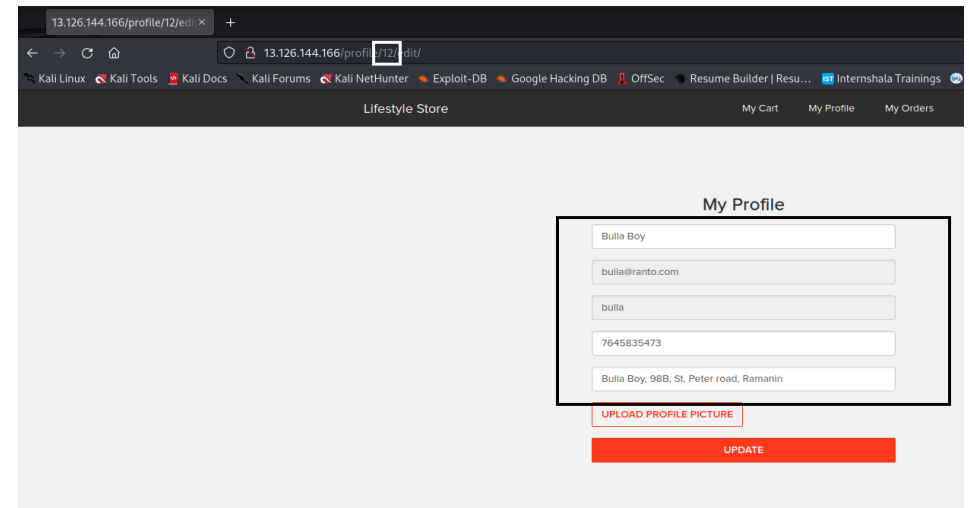 13.126.144.166/profile/12/edi
13.126.144.166/profile/12/edit/
Kali Linux Kali Tools Kali Docs Kali Forums Kali NetHunter Exploit-DB Google Hacking DB OffSec Resume Builder | Resu... Internshala Trainings
Lifestyle Store My Cart My Profile My Orders
My Profile
Bulla Boy
bulla@ranto.com
bulla
7645835473
Bulla Boy, 98B, St. Peter road, Ramanin
UPLOAD PROFILE PICTURE
UPDATE